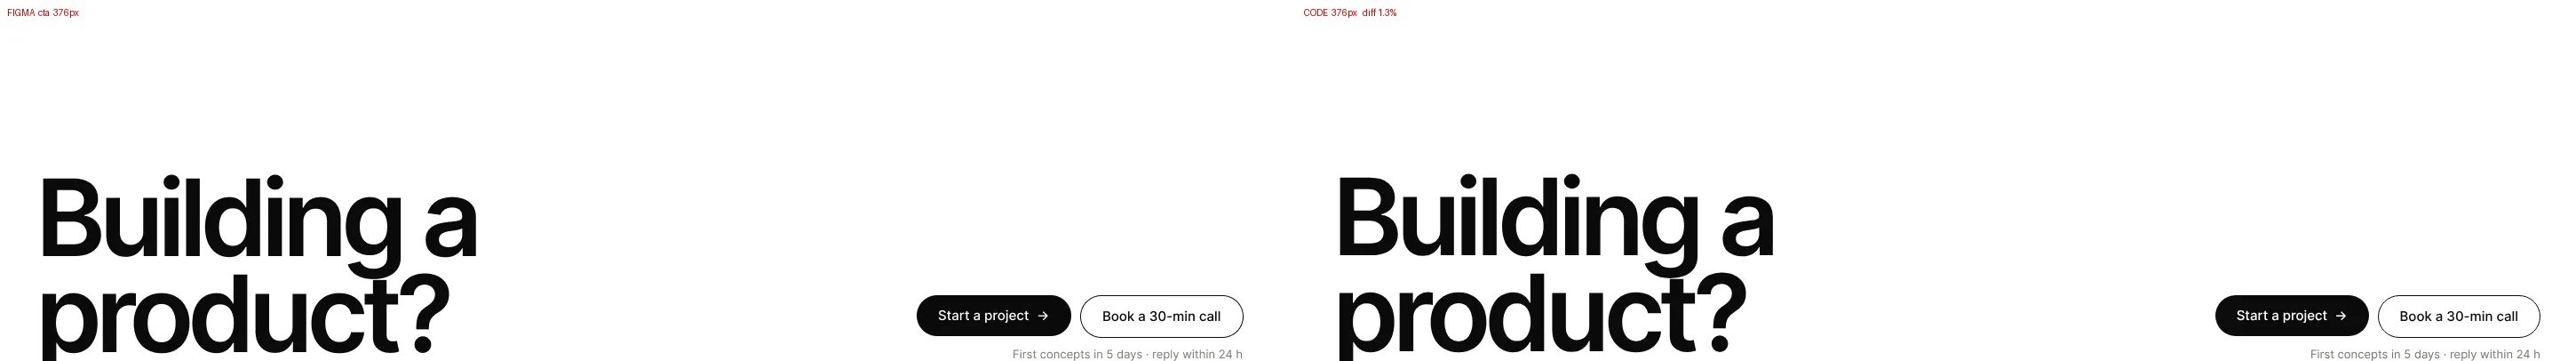 FIGMA cta 376px
CODE 376px diff 1.3%
Building a
product?
Start a project →
Book a 30-min call
First concepts in 5 days · reply within 24 h
Building a
product?
Start a project →
Book a 30-min call
First concepts in 5 days · reply within 24 h